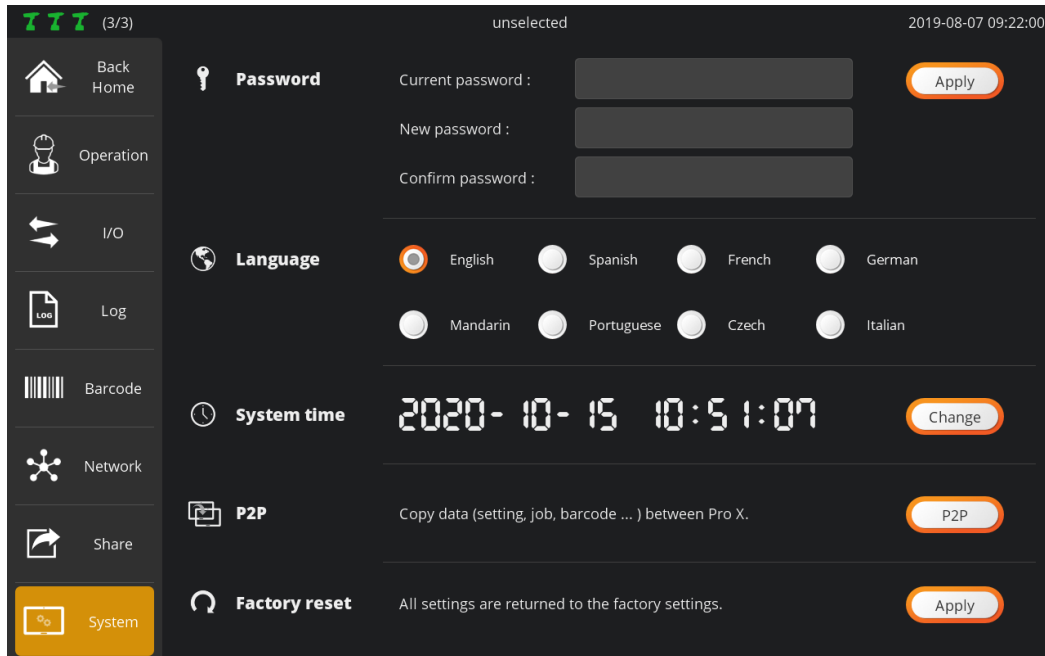 (3/3)
unselected
2019-08-07 09:22:00
Back
Home
Operation
I/O
LOG
Log
Barcode
Network
Share
System
Password
Current password :
Apply
New password :
Confirm password :
Language
English
Spanish
French
German
Mandarin
Portuguese
Czech
Italian
System time
2020-10-15 10:51:07
Change
P2P
Copy data (setting, job, barcode ... ) between Pro X.
P2P
Factory reset
All settings are returned to the factory settings.
Apply